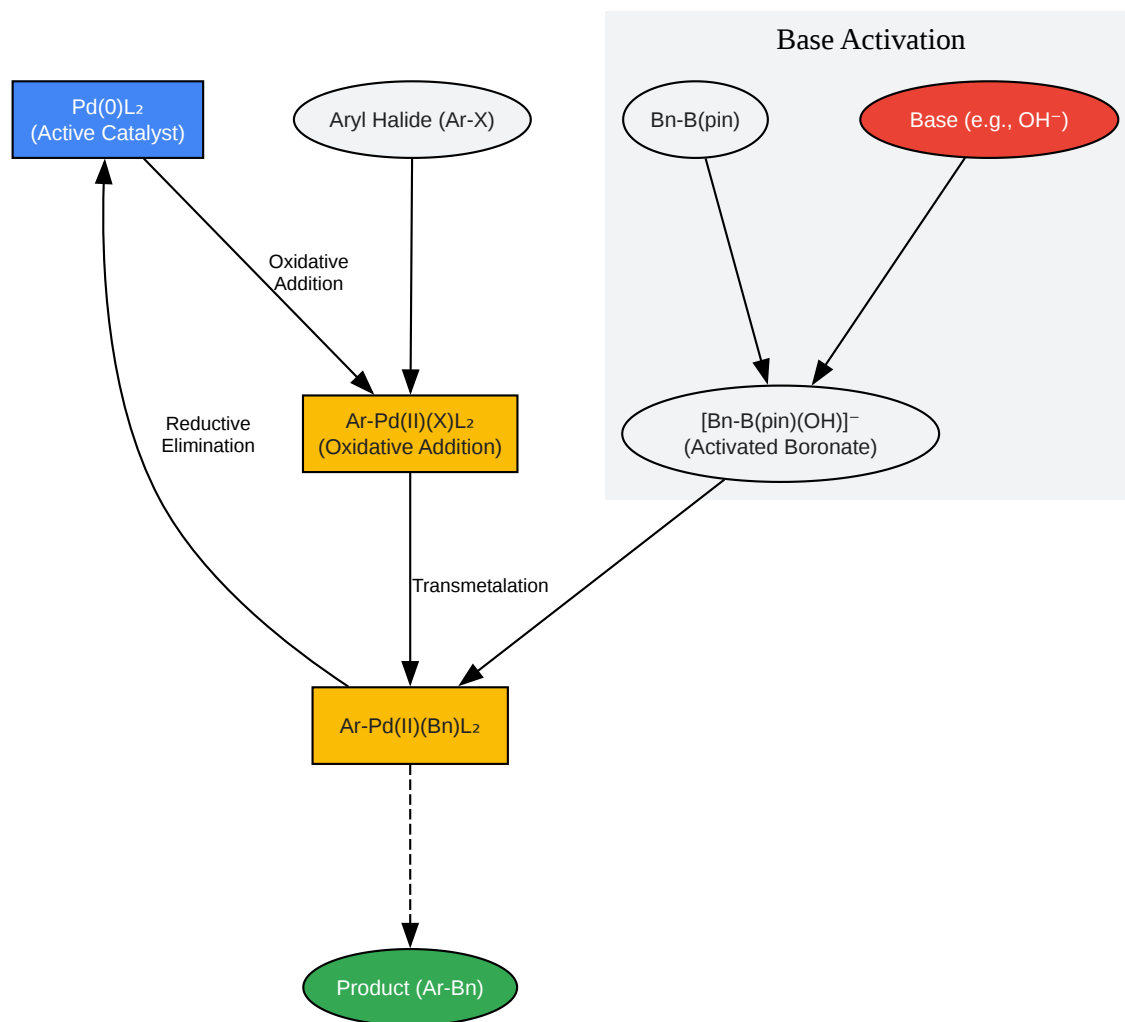 Base Activation
Pd(0)L₂
(Active Catalyst)
Aryl Halide (Ar-X)
Bn-B(pin)
Base (e.g., OH⁻)
Oxidative
Addition
Ar-Pd(II)(X)L₂
(Oxidative Addition)
[Bn-B(pin)(OH)]⁻
(Activated Boronate)
Reductive
Elimination
Transmetalation
Ar-Pd(II)(Bn)L₂
Product (Ar-Bn)